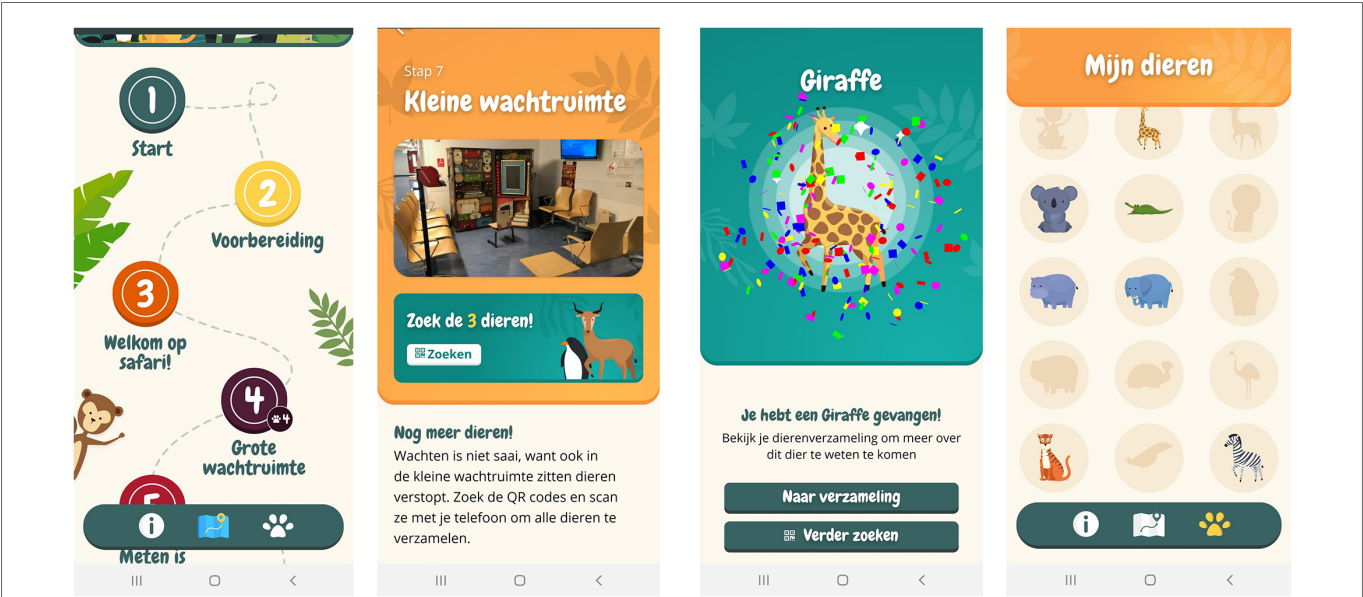 1
Start
2
Voorbereiding
3
Welkom op
safari!
4
4
Grote
wachtruimte
5
Meten is
Stap 7
Kleine wachtruimte
Zoek de 3 dieren!
Zoeken
Nog meer dieren!
Wachten is niet saai, want ook in
de kleine wachtruimte zitten dieren
verstopt. Zoek de QR codes en scan
ze met je telefoon om alle dieren te
verzamelen.
Giraffe
Je hebt een Giraffe gevangen!
Bekijk je dierenverzameling om meer over
dit dier te weten te komen
Naar verzameling
Verder zoeken
Mijn dieren